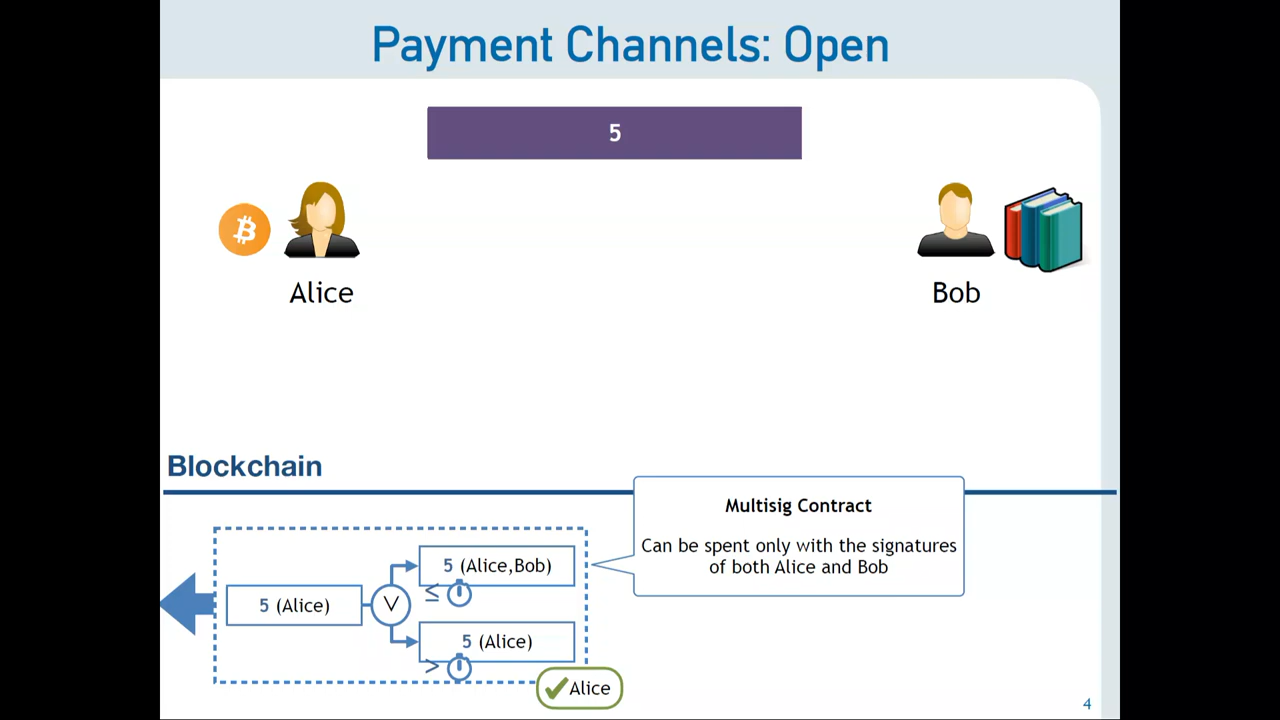 Payment Channels: Open
5
Alice
Bob
Blockchain
Multisig Contract
Can be spent only with the signatures
of both Alice and Bob
5 (Alice,Bob)
≤
5 (Alice)
V
5 (Alice)
>
Alice
4